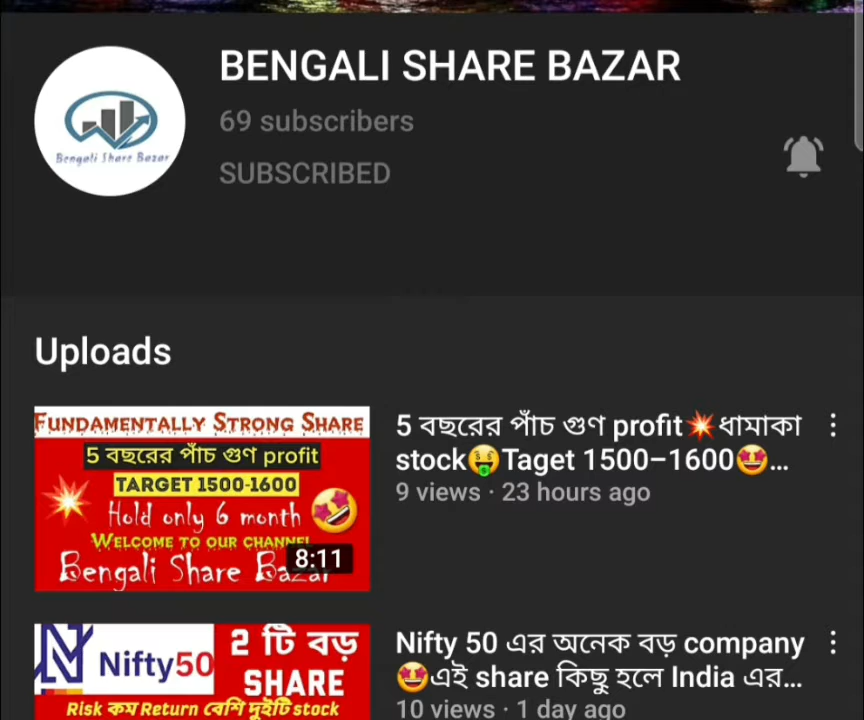 BENGALI SHARE BAZAR
69 subscribers
Bengali Share Bazar
SUBSCRIBED
Uploads
FUNDAMENTALLY STRONG SHARE
5 বছরের পাঁচ গুণ profit
TARGET 1500-1600
Hold only 6 month
WELCOME TO OUR CHANNEL
Bengali Share Bazar
8:11
5 বছরের পাঁচ গুণ profit💥ধামাকা
stock🤑Taget 1500–1600🤩...
9 views · 23 hours ago
Nifty50
2 টি বড়
SHARE
Risk কম Return বেশি দুইটি stock
Nifty 50 এর অনেক বড় company
🤩এই share কিছু হলে India এর...
10 views · 1 day ago